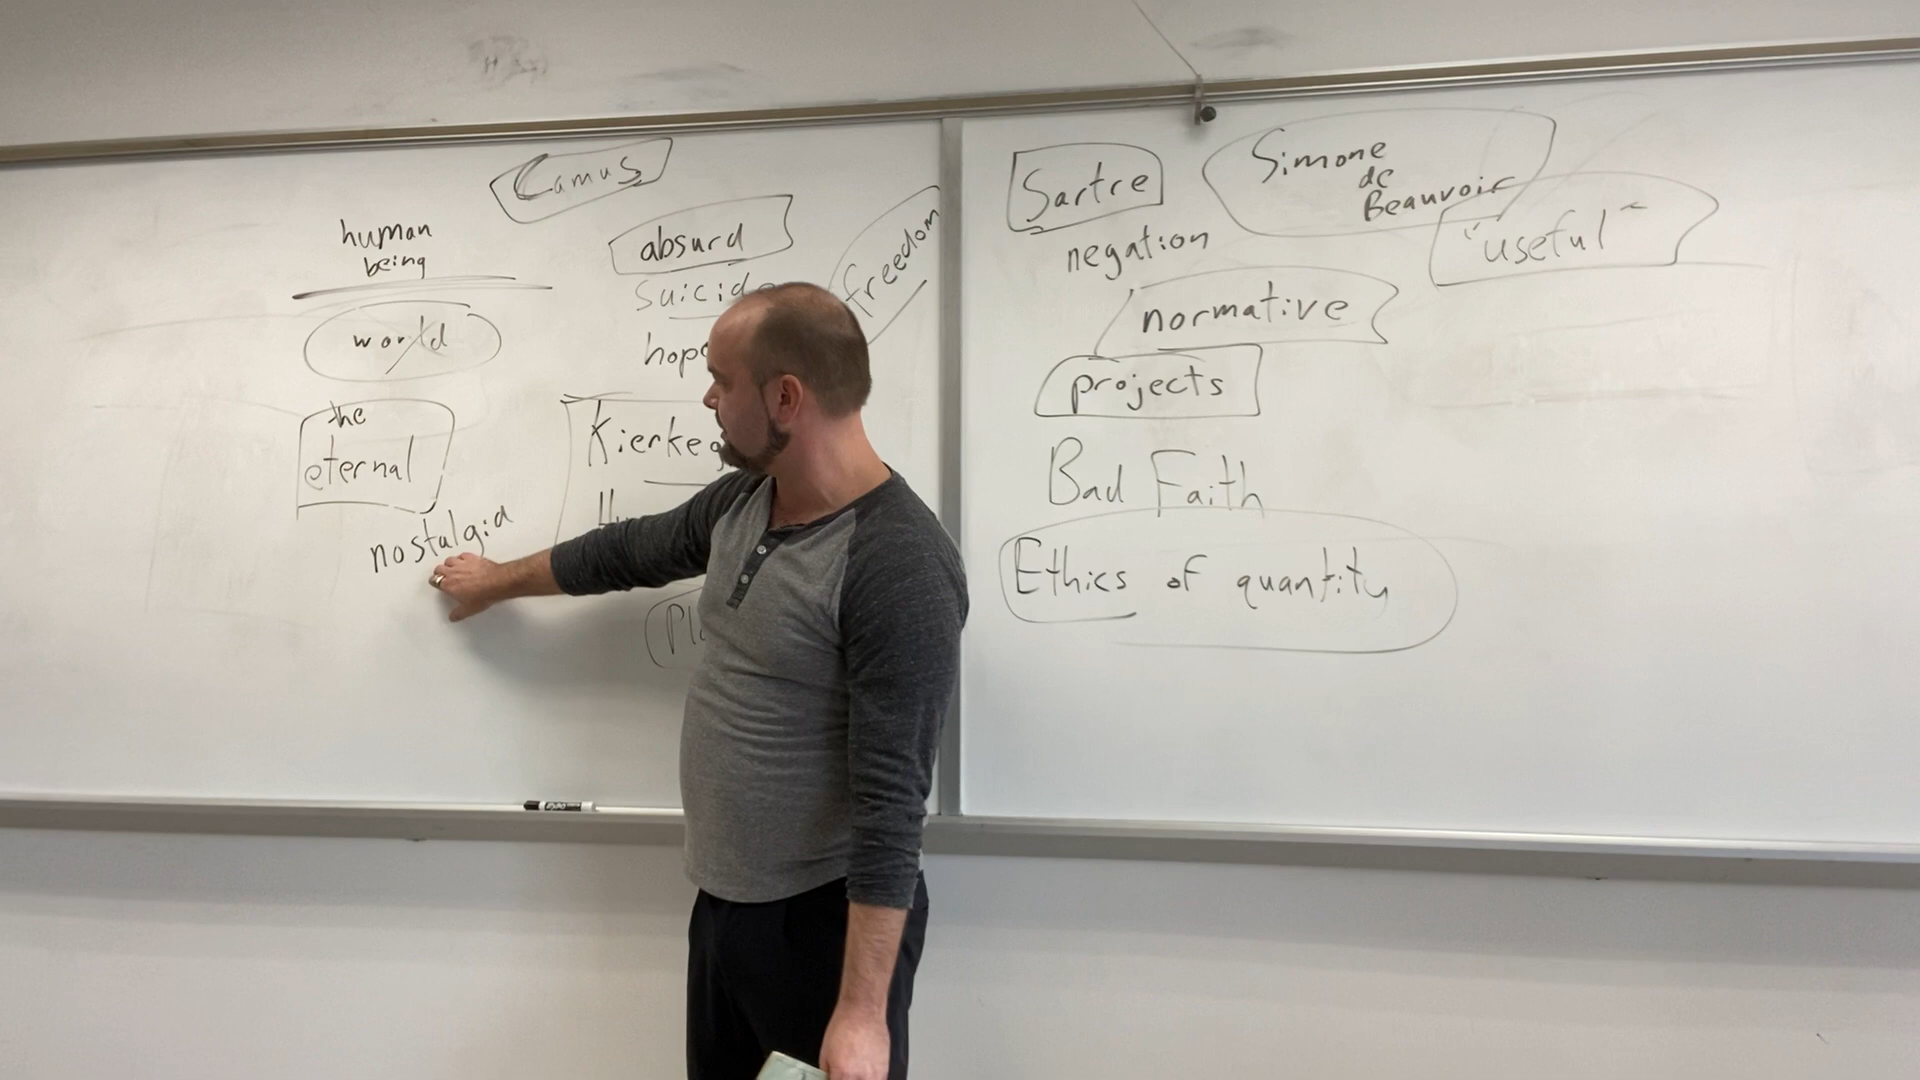 Camus
human
being
world
the
eternal
nostalgia
absurd
suicide
hope
Kierkeg
freedom
Sartre
Simone
de
Beauvoir
negation
"useful"
normative
projects
Bad Faith
Ethics of quantity
EXPO